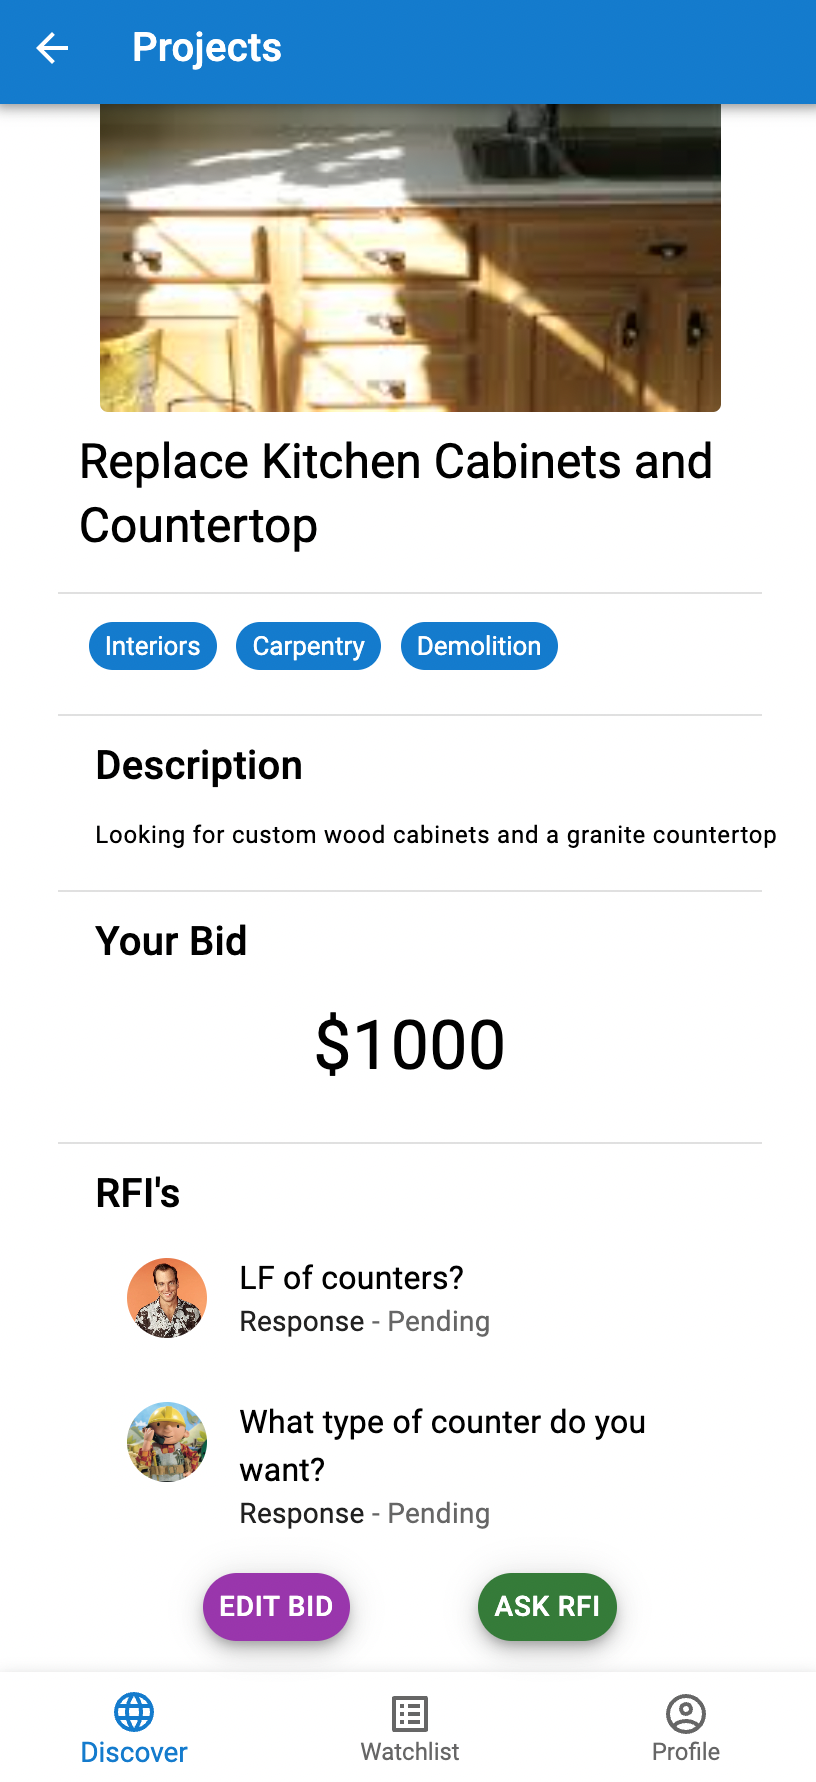 Projects
Replace Kitchen Cabinets and
Countertop
Interiors Carpentry Demolition
Description
Looking for custom wood cabinets and a granite countertop
Your Bid
$1000
RFI's
LF of counters?
Response - Pending
What type of counter do you
want?
Response - Pending
EDIT BID ASK RFI
Discover Watchlist Profile